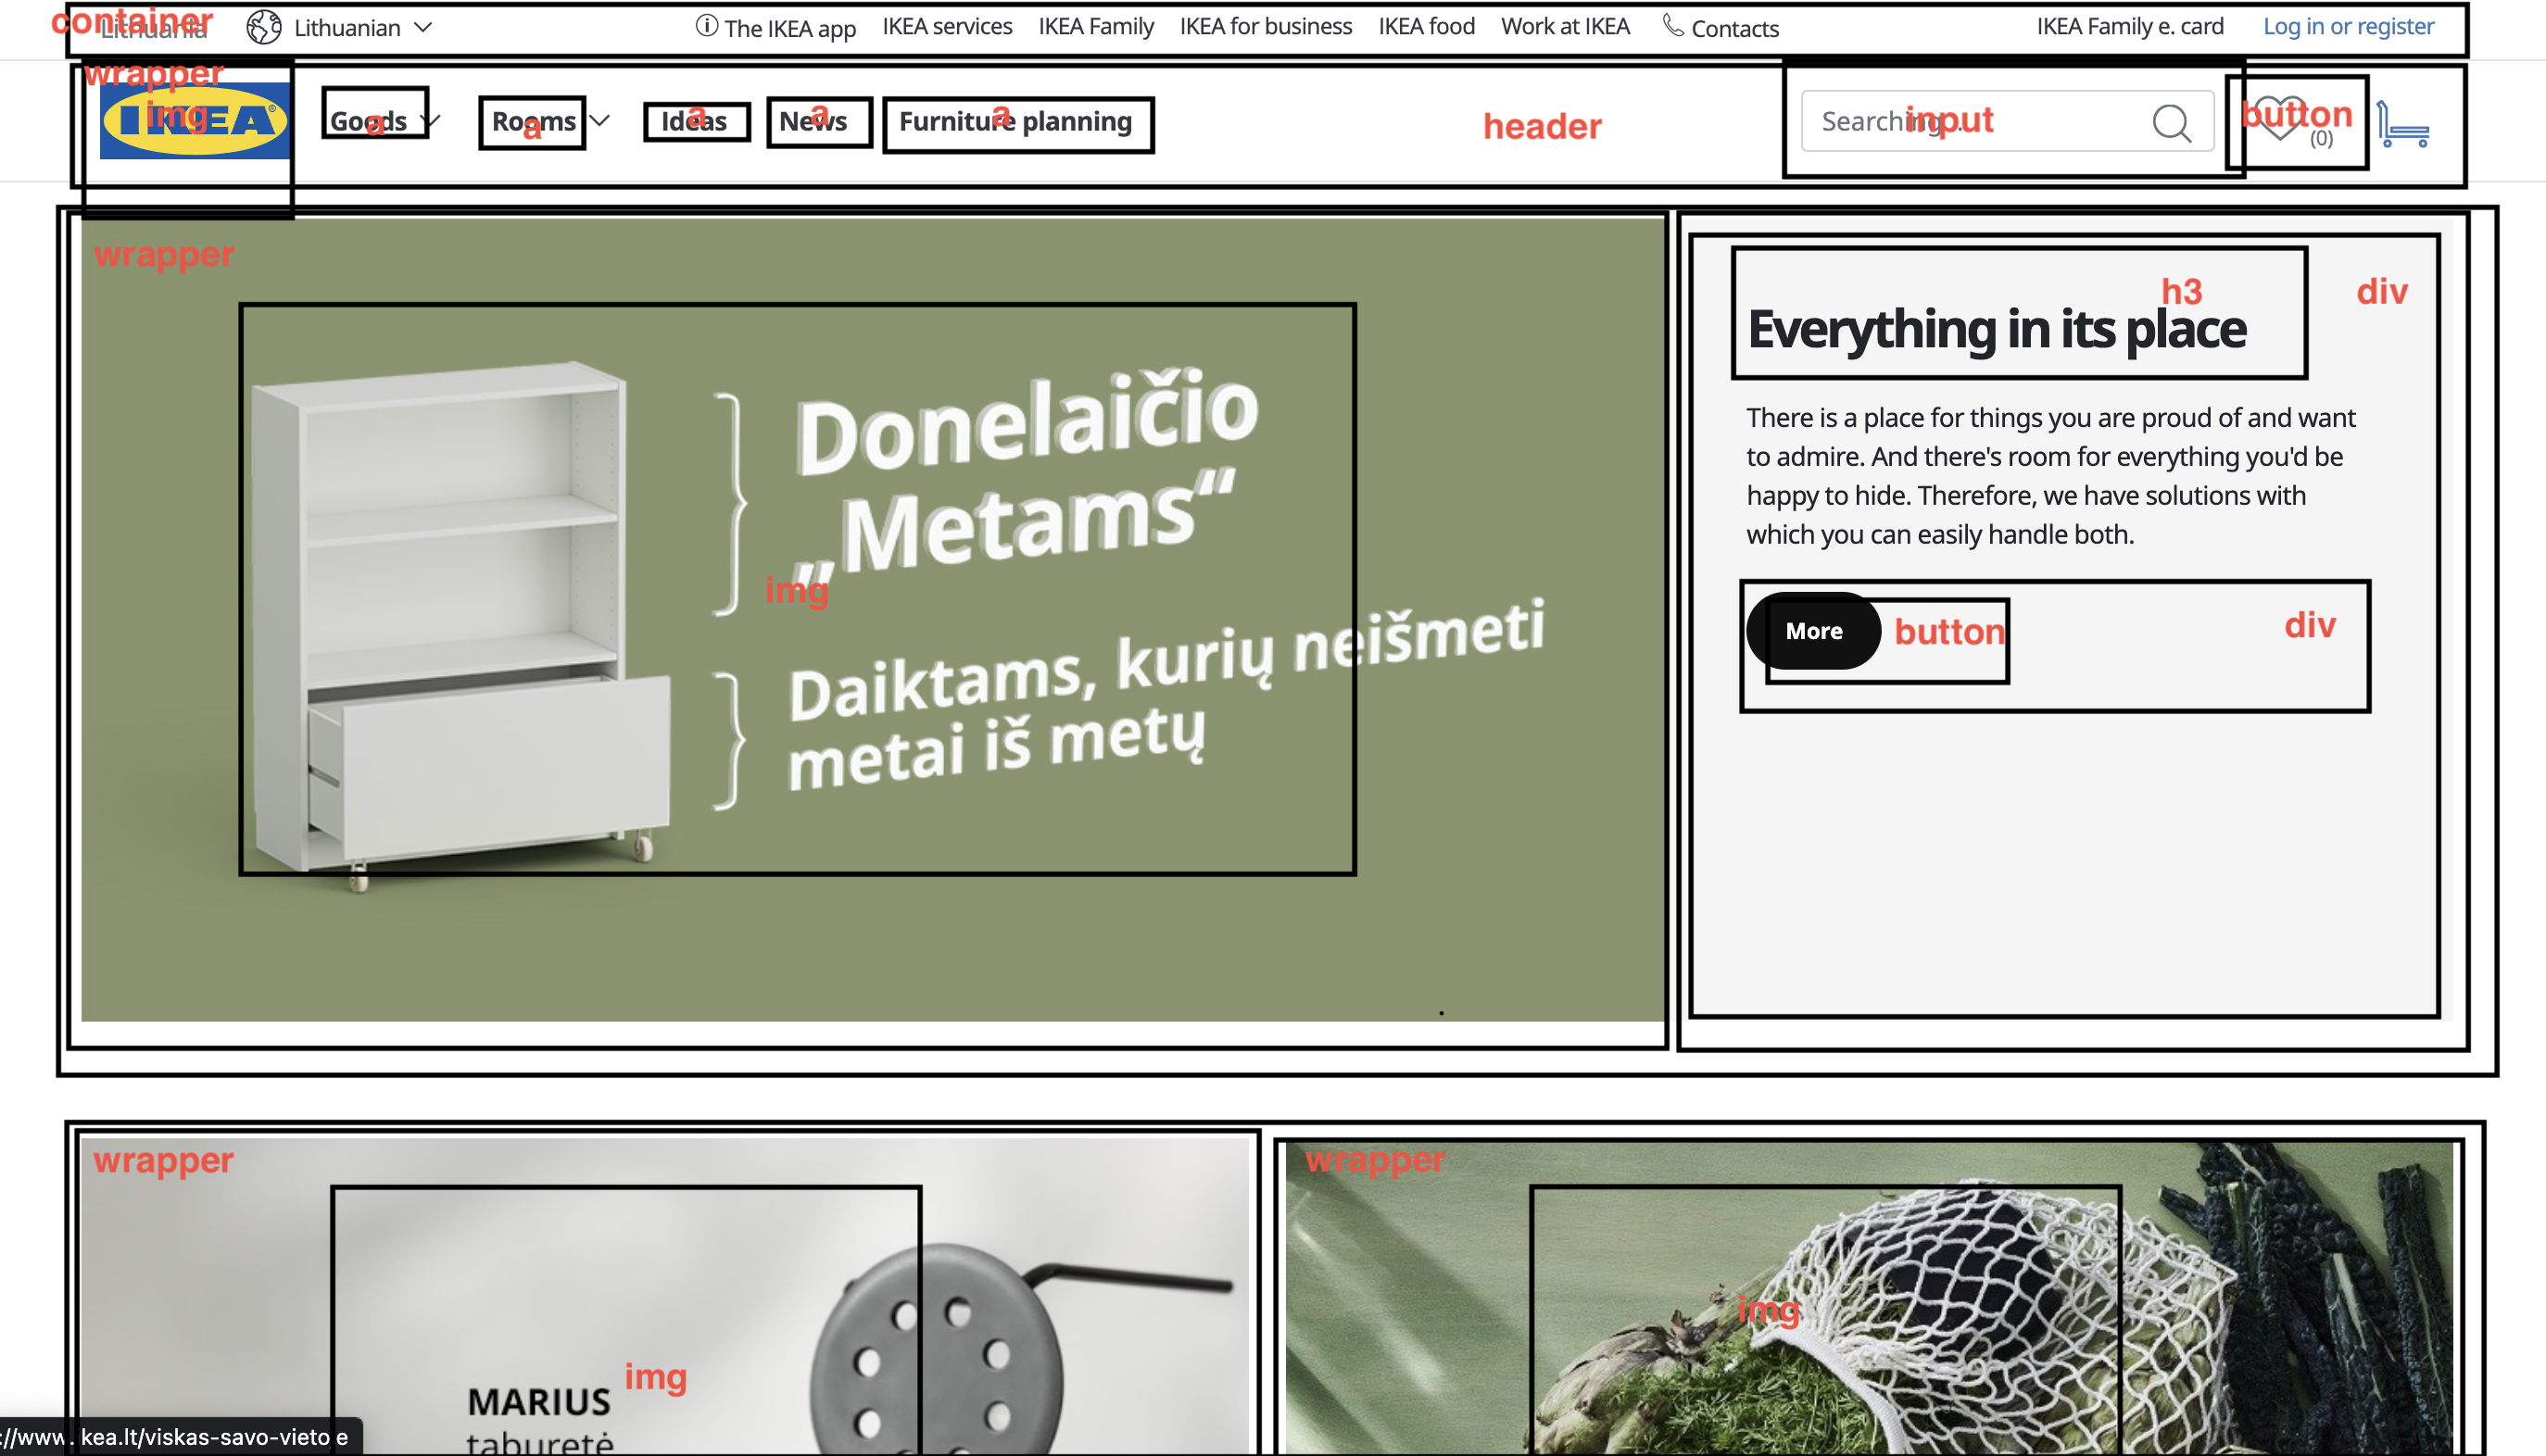 container
Lithuania
Lithuanian
The IKEA app
IKEA services
IKEA Family
IKEA for business
IKEA food
Work at IKEA
Contacts
IKEA Family e. card
Log in or register
wrapper
img
IKEA
Goods
a
Rooms
a
Ideas
a
News
a
Furniture planning
a
header
Searching...
input
button
(0)
wrapper
Donelaičio
„Metams“
img
Daiktams, kurių neišmeti
metai iš metų
h3
div
Everything in its place
There is a place for things you are proud of and want
to admire. And there's room for everything you'd be
happy to hide. Therefore, we have solutions with
which you can easily handle both.
More
button
div
wrapper
img
MARIUS
taburetė
wrapper
img
://www.ikea.lt/viskas-savo-vietoje